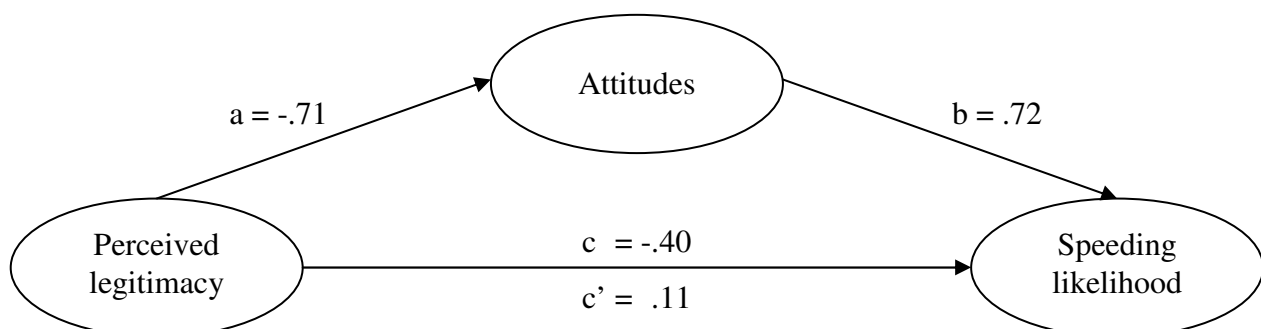 Attitudes
a = -.71
b = .72
Perceived
legitimacy
c = -.40
c’ = .11
Speeding
likelihood